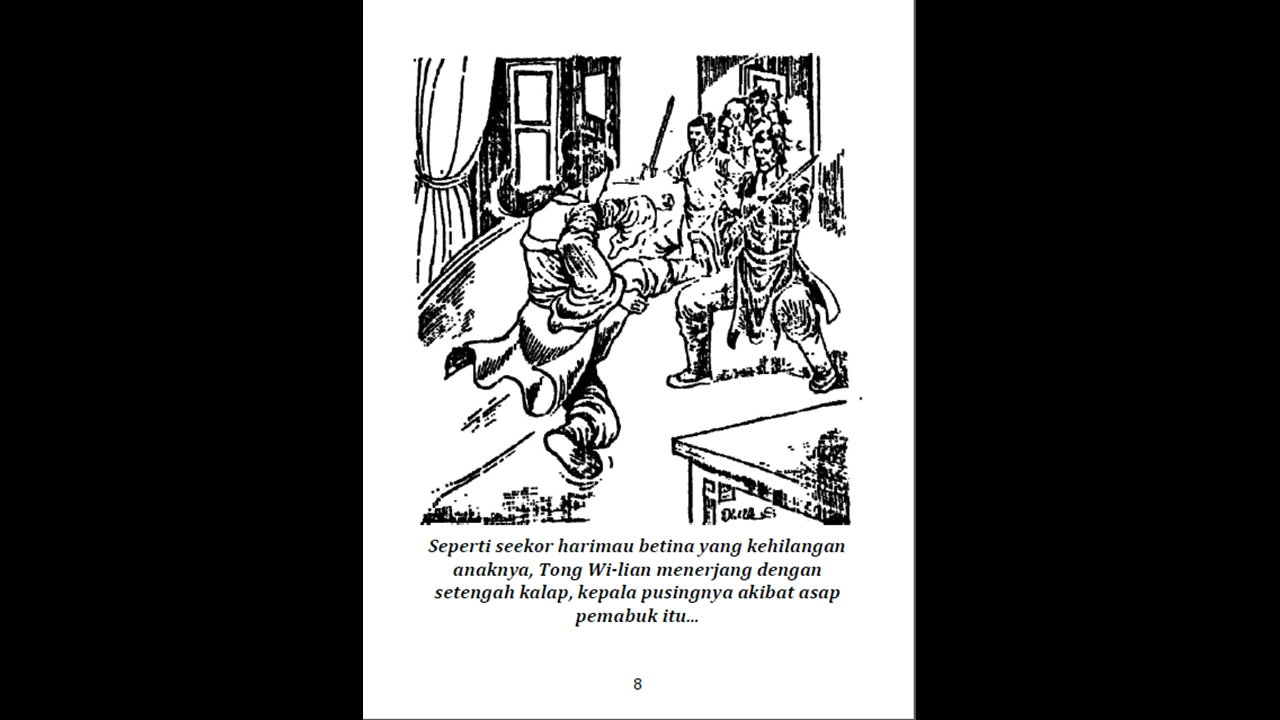 Seperti seekor harimau betina yang kehilangan
anaknya, Tong Wi-lian menerjang dengan
setengah kalap, kepala pusingnya akibat asap
pemabuk itu...
8